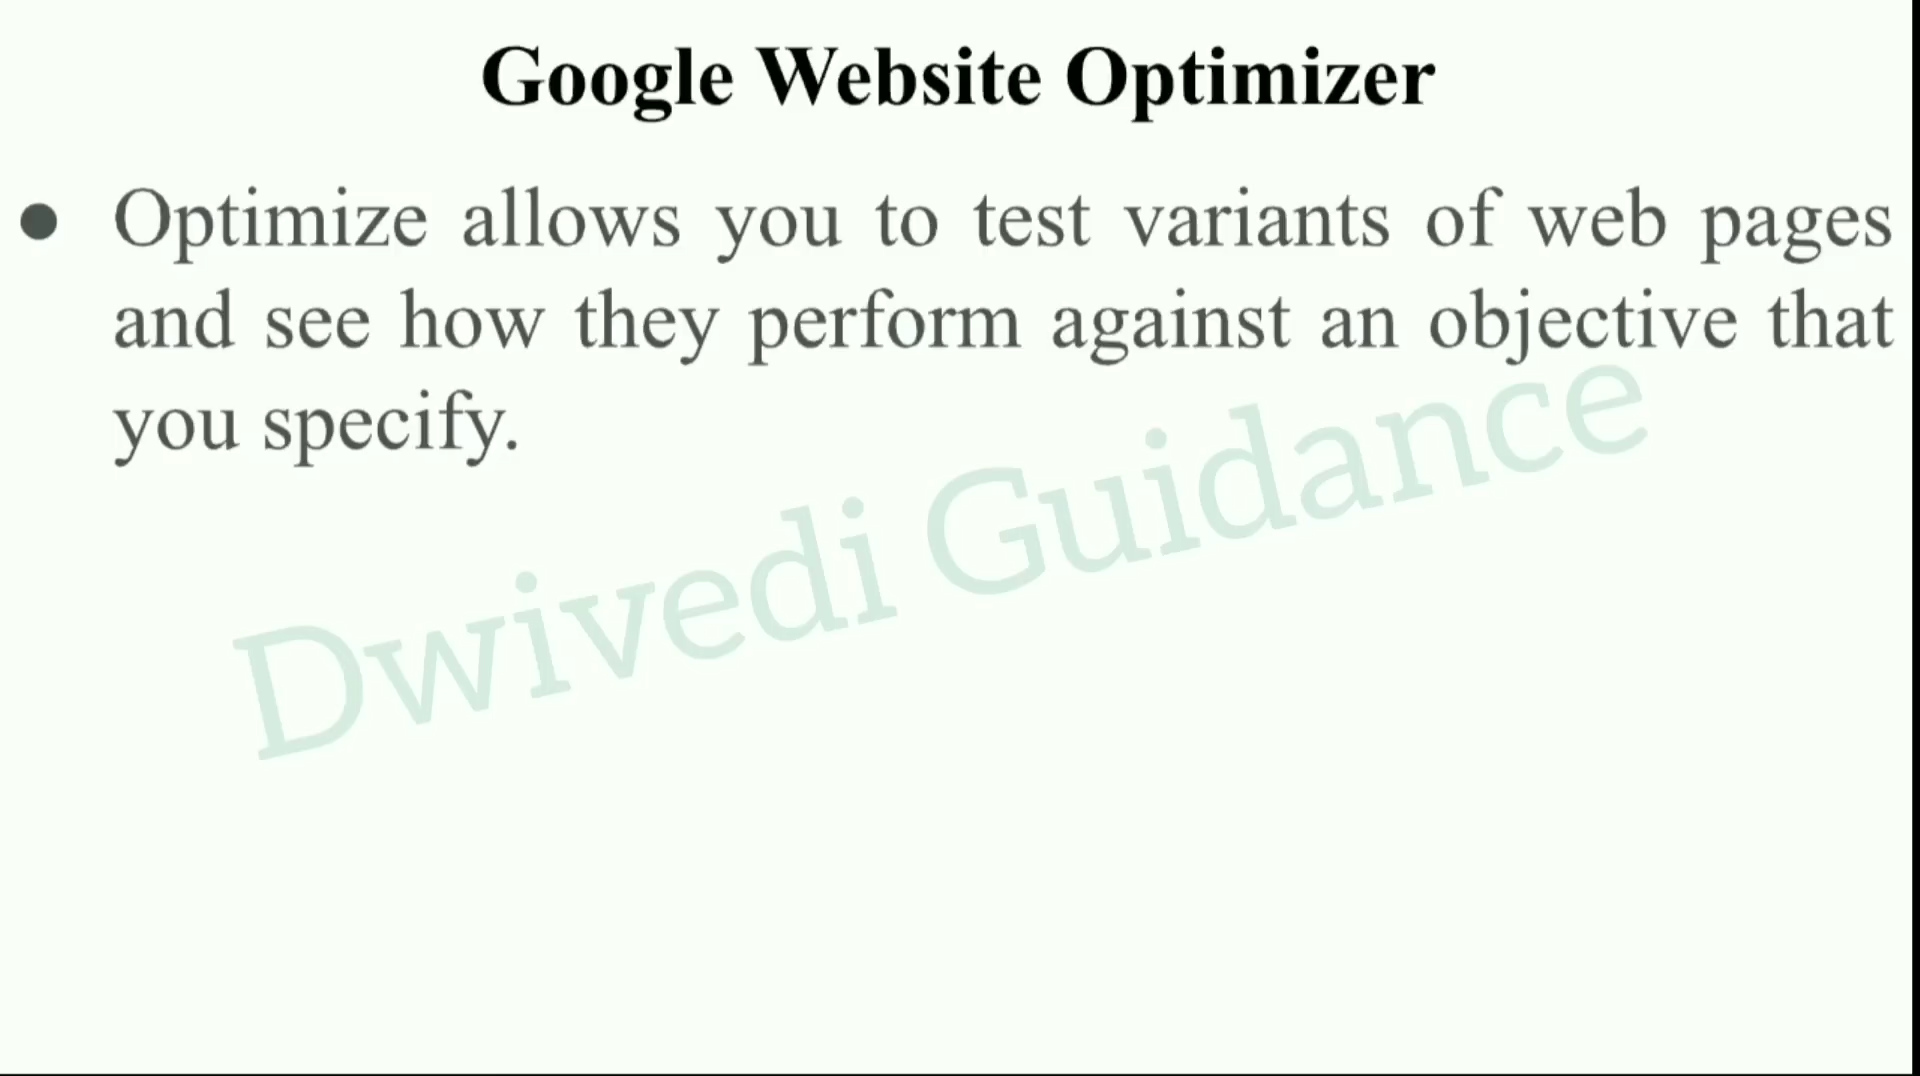 Google Website Optimizer
● Optimize allows you to test variants of web pages
and see how they perform against an objective that
you specify.
Dwivedi Guidance